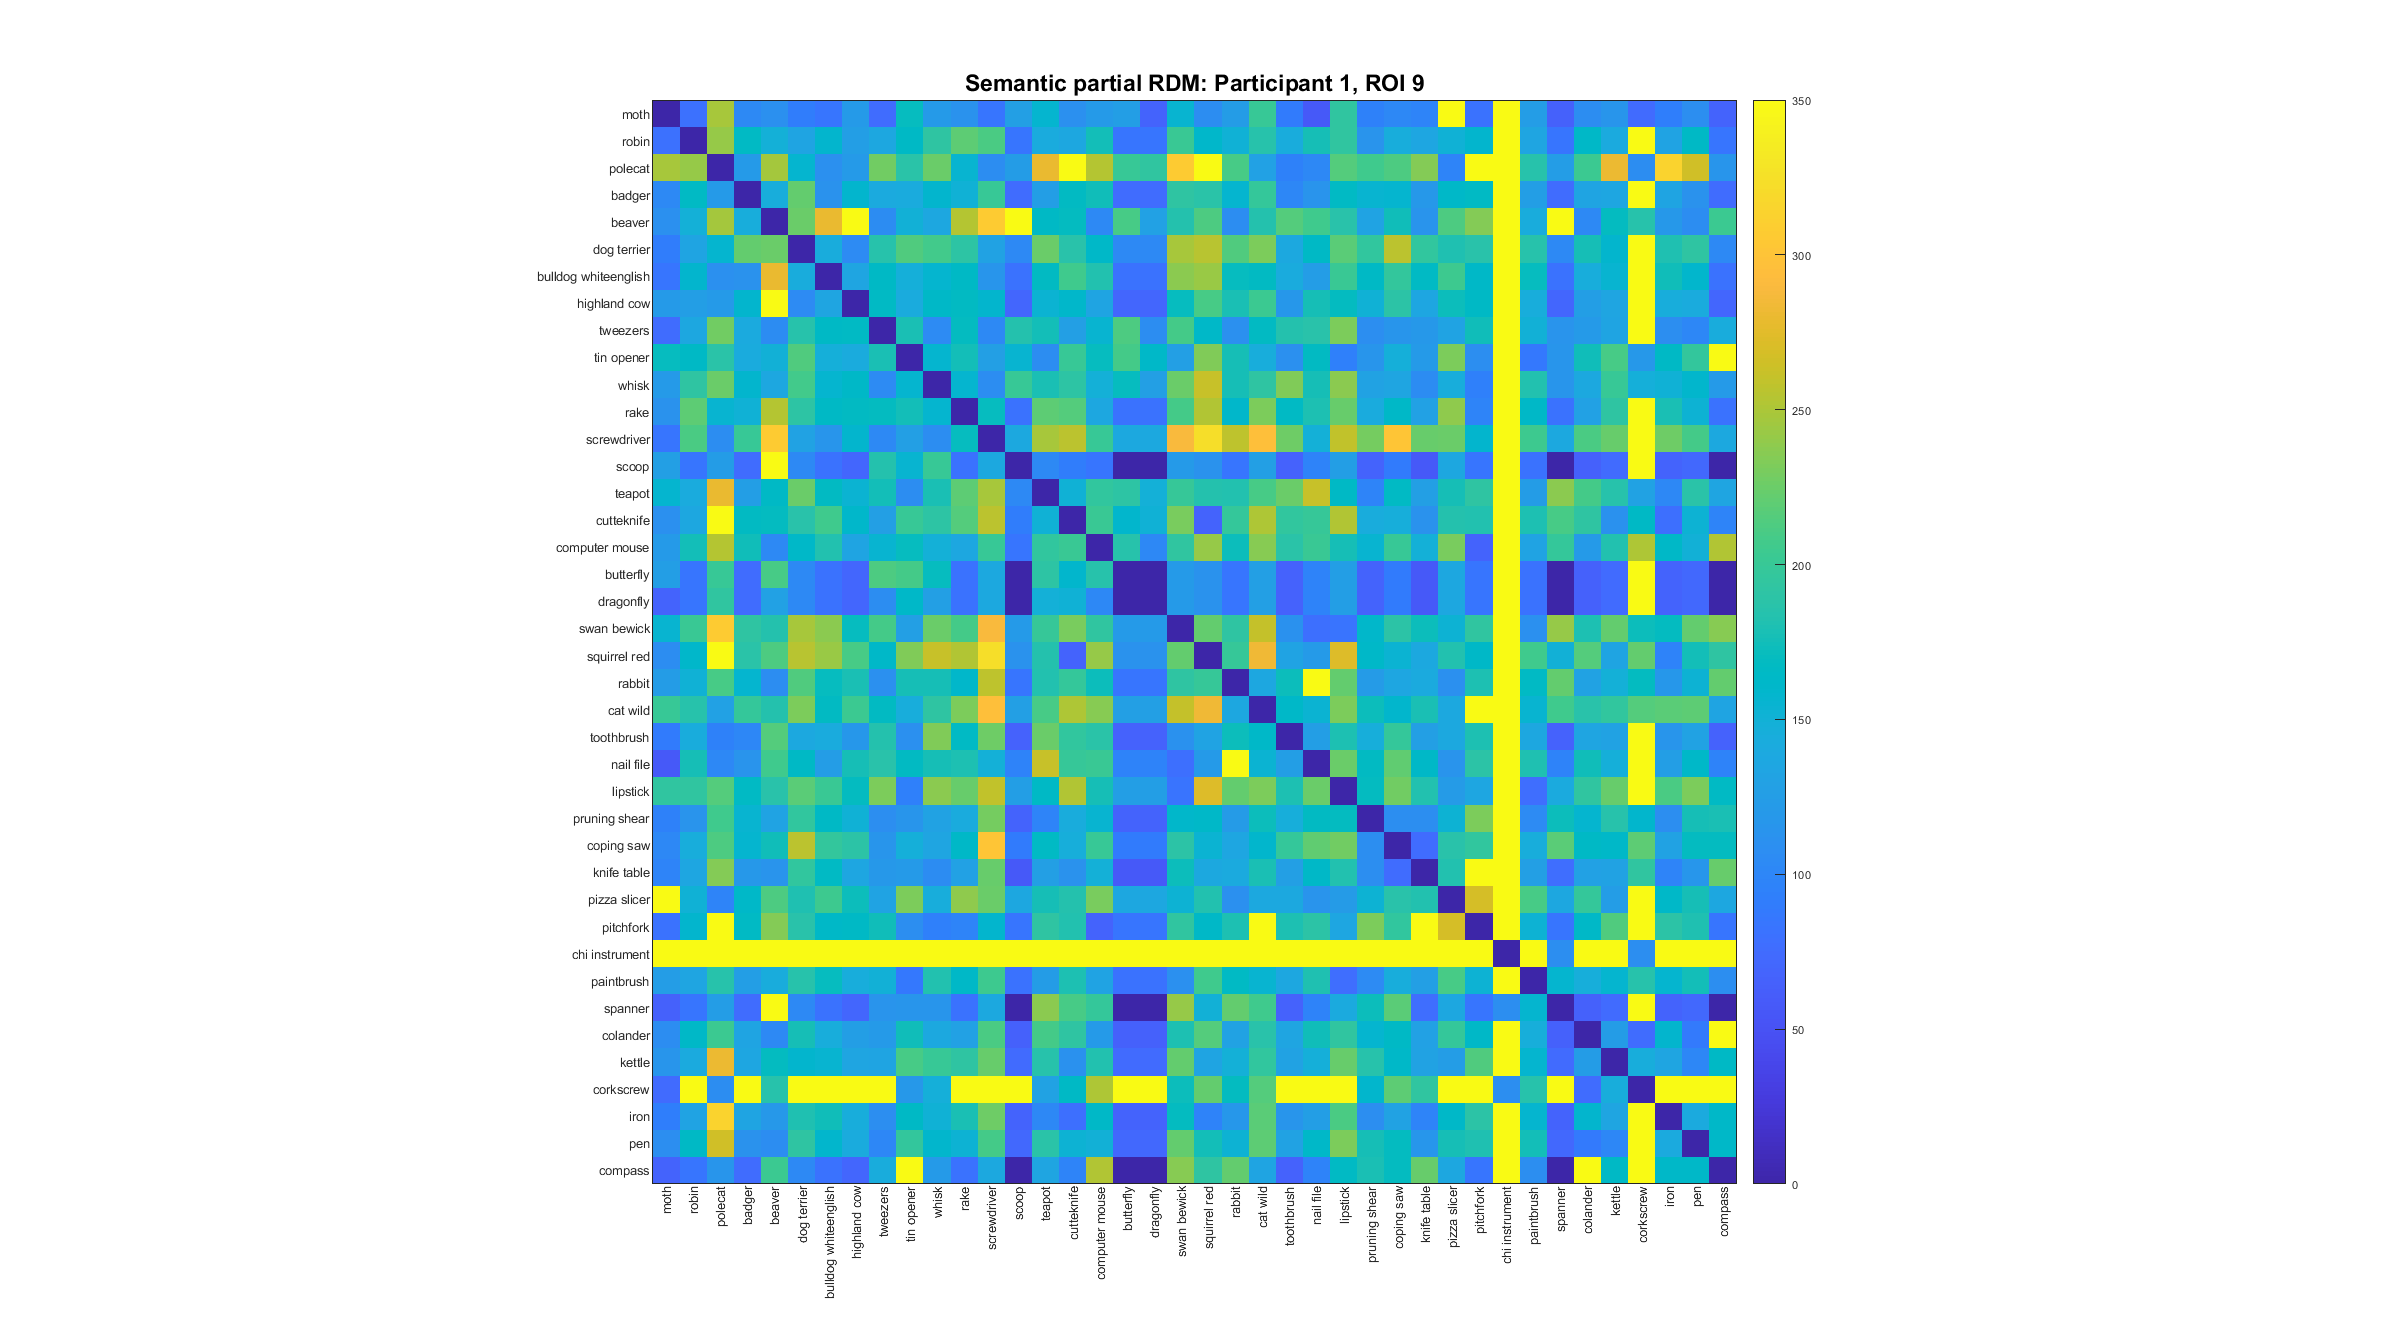 Semantic partial RDM: Participant 1, ROI 9
moth
robin
polecat
badger
beaver
dog terrier
bulldog whiteenglish
highland cow
tweezers
tin opener
whisk
rake
screwdriver
scoop
teapot
cutteknife
computer mouse
butterfly
dragonfly
swan bewick
squirrel red
rabbit
cat wild
toothbrush
nail file
lipstick
pruning shear
coping saw
knife table
pizza slicer
pitchfork
chi instrument
paintbrush
spanner
colander
kettle
corkscrew
iron
pen
compass
350
300
250
200
150
100
50
0
moth
robin
polecat
badger
beaver
dog terrier
bulldog whiteenglish
highland cow
tweezers
tin opener
whisk
rake
screwdriver
scoop
teapot
cutteknife
computer mouse
butterfly
dragonfly
swan bewick
squirrel red
rabbit
cat wild
toothbrush
nail file
lipstick
pruning shear
coping saw
knife table
pizza slicer
pitchfork
chi instrument
paintbrush
spanner
colander
kettle
corkscrew
iron
pen
compass